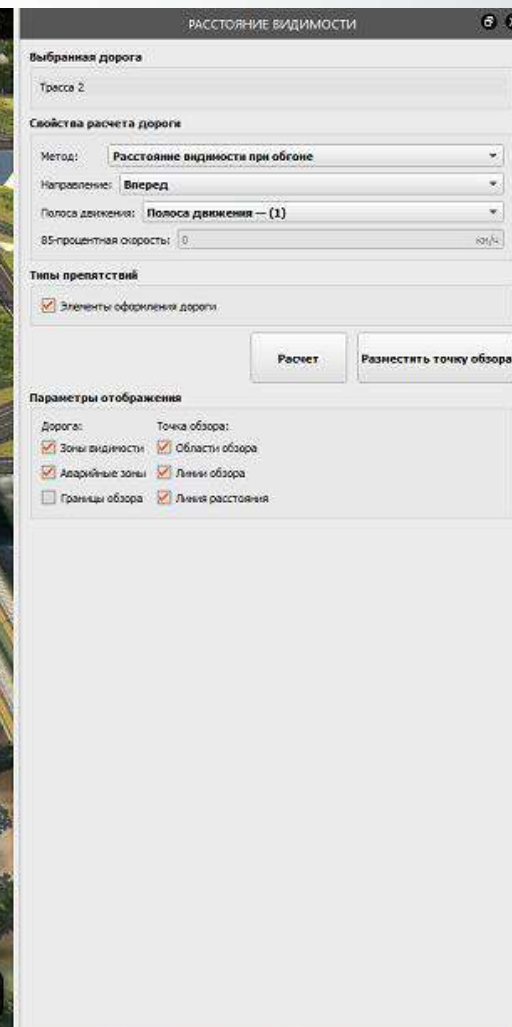 РАССТОЯНИЕ ВИДИМОСТИ
Выбранная дорога
Трасса 2
Свойства расчета дороги
Метод: Расстояние видимости при обгоне
Направление: Вперед
Полоса движения: Полоса движения — (1)
85-процентная скорость: 0 км/ч
Типы препятствий
Элементы оформления дороги
Расчет Разместить точку обзора
Параметры отображения
Дорога: Точка обзора:
Зоны видимости Области обзора
Аварийные зоны Линии обзора
Границы обзора Линия расстояния